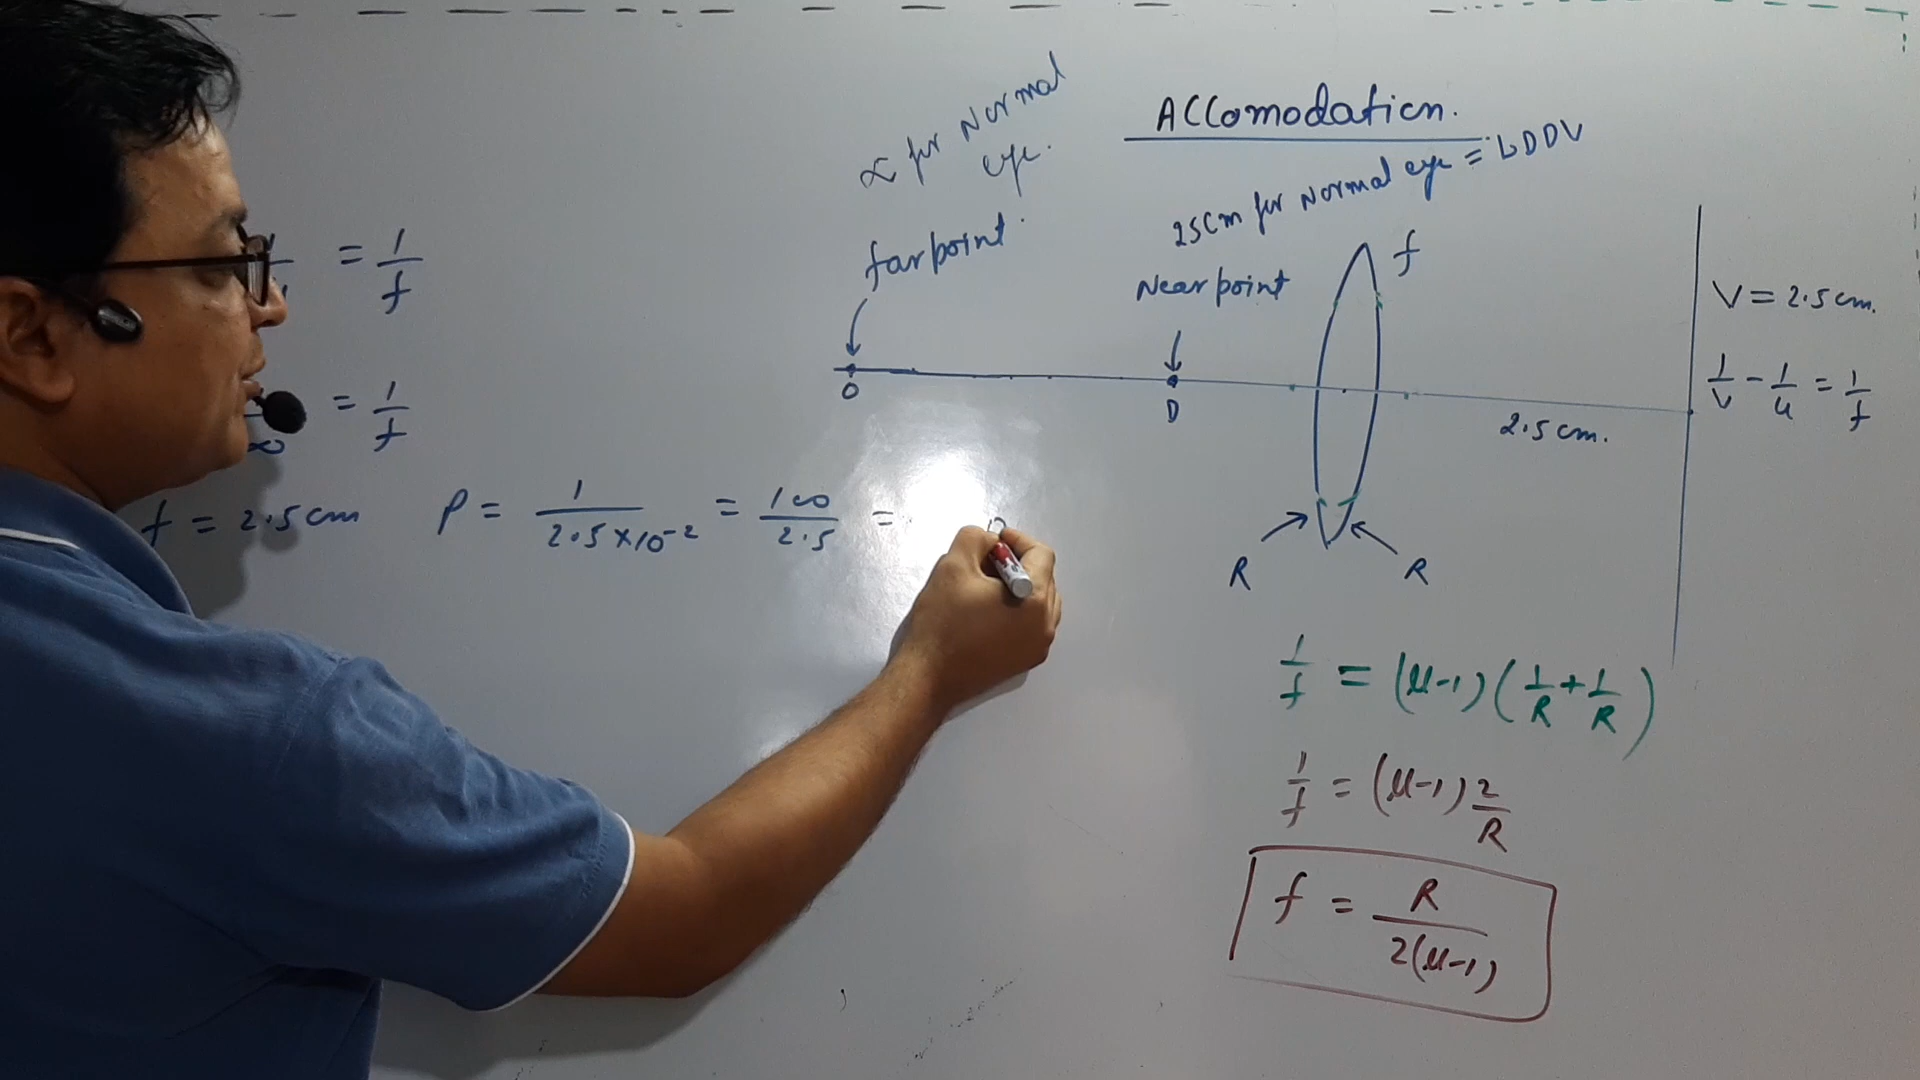 ACComodation.
∝ for Normal
eye.
25cm for Normal eye = LDDV
farpoint.
Near point
f
O
D
2.5 cm.
R
R
V = 2.5 cm.
1/V - 1/u = 1/f
= 1/f
∞ = 1/f
f = 2.5 cm
P = 1/(2.5 × 10⁻²) = 100/2.5 =
1/f = (μ-1)(1/R + 1/R)
1/f = (μ-1) 2/R
f = R/2(μ-1)